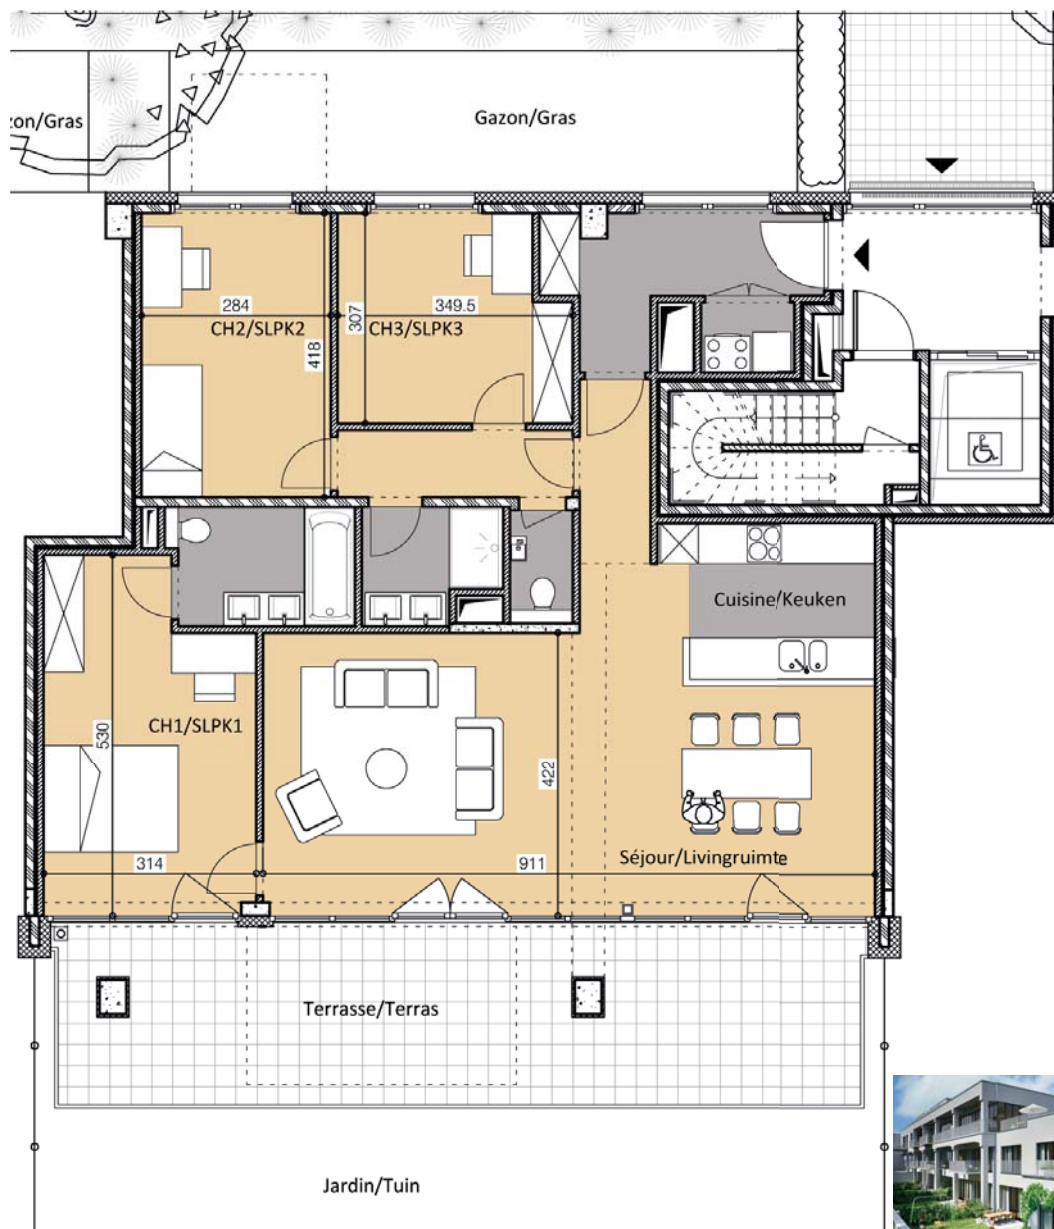 zon/Gras
Gazon/Gras
284
CH2/SLPK2
418
307
349.5
CH3/SLPK3
Cuisine/Keuken
CH1/SLPK1
530
314
422
911
Séjour/Livingruimte
Terrasse/Terras
Jardin/Tuin